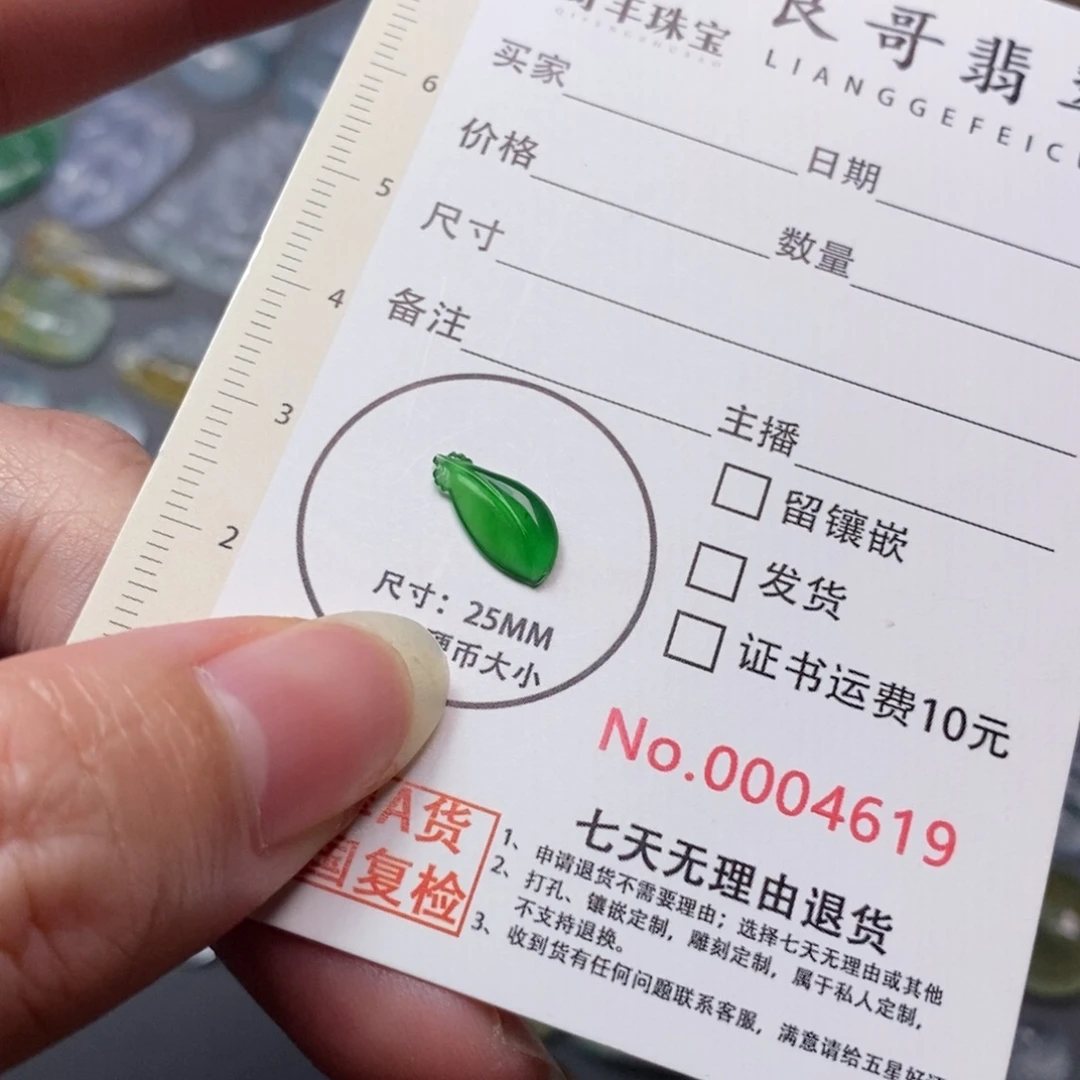 珠宝
良哥翡
LIANGGEFEIC
买家
日期
价格
数量
尺寸
备注
主播
6
5
4
3
2
留镶嵌
发货
证书运费10元
尺寸：25MM
币大小
No.0004619
A货
复检
七天无理由退货
1、申请退货不需要理由；选择七天无理由或其他
2、打孔、镶嵌定制，雕刻定制，属于私人定制，
不支持退换。
3、收到货有任何问题联系客服，满意请给五星好